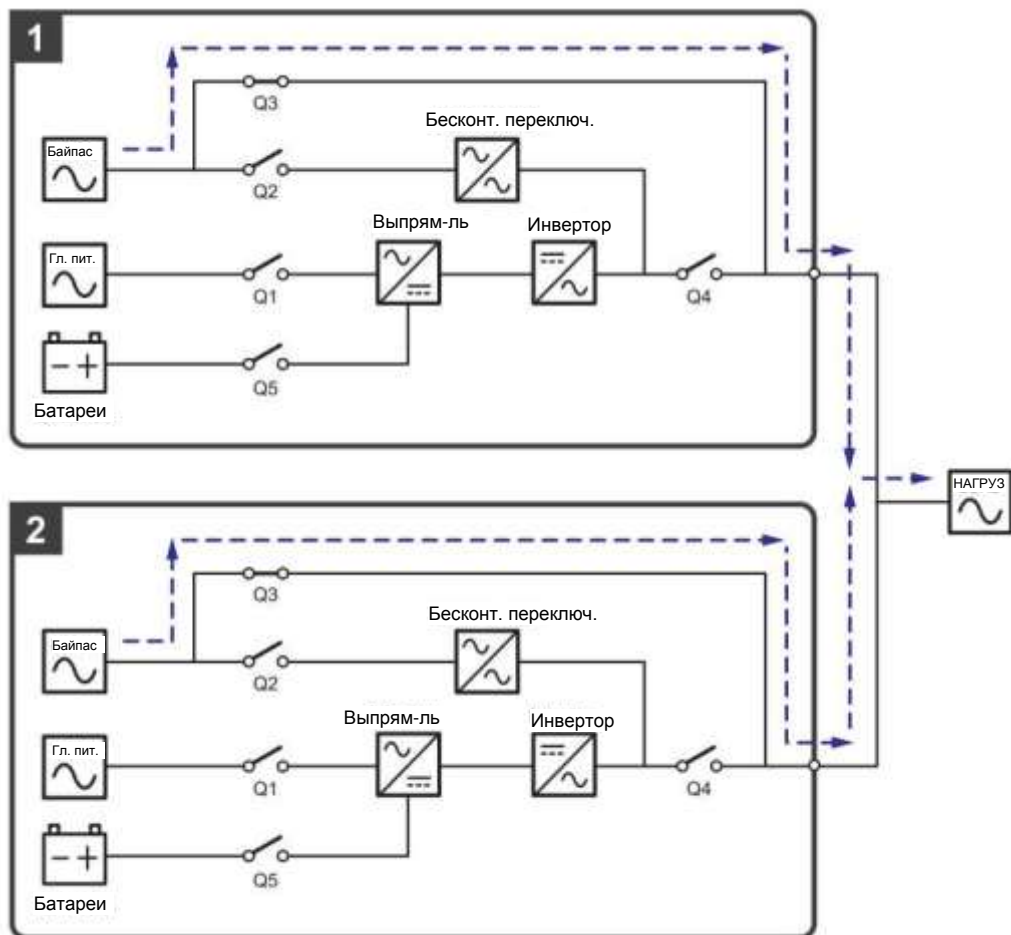 1
Q3
Бесконт. переключ.
Байпас
Q2
Выпрям-ль
Инвертор
Гл. пит.
Q1
Q4
Q5
Батареи
НАГРУЗ
2
Q3
Бесконт. переключ.
Байпас
Q2
Выпрям-ль
Инвертор
Гл. пит.
Q1
Q4
Q5
Батареи